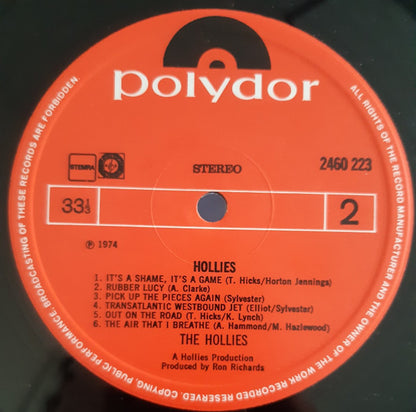 polydor
STEMRA
STEREO
2460 223
33⅓
2
℗ 1974
HOLLIES
1. IT'S A SHAME, IT'S A GAME (T. Hicks/Horton Jennings)
2. RUBBER LUCY (A. Clarke)
3. PICK UP THE PIECES AGAIN (Sylvester)
4. TRANSATLANTIC WESTBOUND JET (Elliot/Sylvester)
5. OUT ON THE ROAD (T. Hicks/K. Lynch)
6. THE AIR THAT I BREATHE (A. Hammond/M. Hazlewood)
THE HOLLIES
A Hollies Production
Produced by Ron Richards
ALL RIGHTS OF THE RECORD MANUFACTURER AND THE OWNER OF THE WORK RECORDED RESERVED. COPYING, PUBLIC PERFORMANCE, BROADCASTING OF THESE RECORDS ARE FORBIDDEN.